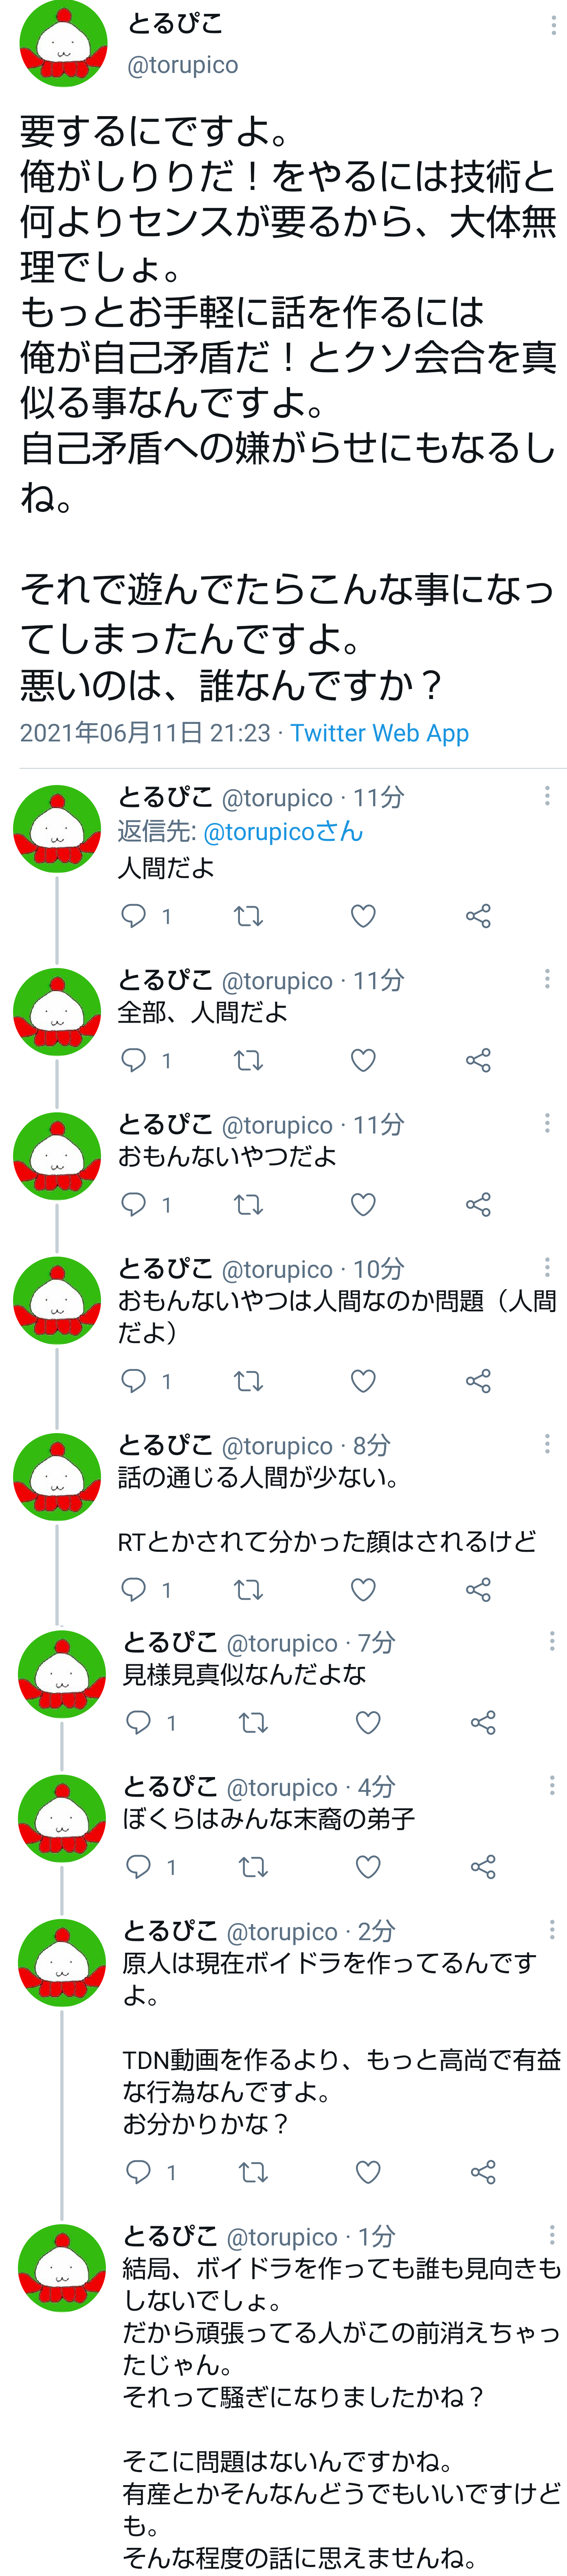 とるぴこ
@torupico
要するにですよ。
俺がしりりだ！をやるには技術と
何よりセンスが要るから、大体無
理でしょ。
もっとお手軽に話を作るには
俺が自己矛盾だ！とクソ会合を真
似る事なんですよ。
自己矛盾への嫌がらせにもなるし
ね。
それで遊んでたらこんな事になっ
てしまったんですよ。
悪いのは、誰なんですか？
2021年06月11日 21:23 · Twitter Web App
とるぴこ @torupico · 11分
返信先: @torupicoさん
人間だよ
1
とるぴこ @torupico · 11分
全部、人間だよ
1
とるぴこ @torupico · 11分
おもんないやつだよ
1
とるぴこ @torupico · 10分
おもんないやつは人間なのか問題（人間
だよ）
1
とるぴこ @torupico · 8分
話の通じる人間が少ない。
RTとかされて分かった顔はされるけど
1
とるぴこ @torupico · 7分
見様見真似なんだよな
1
とるぴこ @torupico · 4分
ぼくらはみんな末裔の弟子
1
とるぴこ @torupico · 2分
原人は現在ボイドラを作ってるんです
よ。
TDN動画を作るより、もっと高尚で有益
な行為なんですよ。
お分かりかな？
1
とるぴこ @torupico · 1分
結局、ボイドラを作っても誰も見向きも
しないでしょ。
だから頑張ってる人がこの前消えちゃっ
たじゃん。
それって騒ぎになりましたかね？
そこに問題はないんですかね。
有産とかそんなんどうでもいいですけど
も。
そんな程度の話に思えませんね。